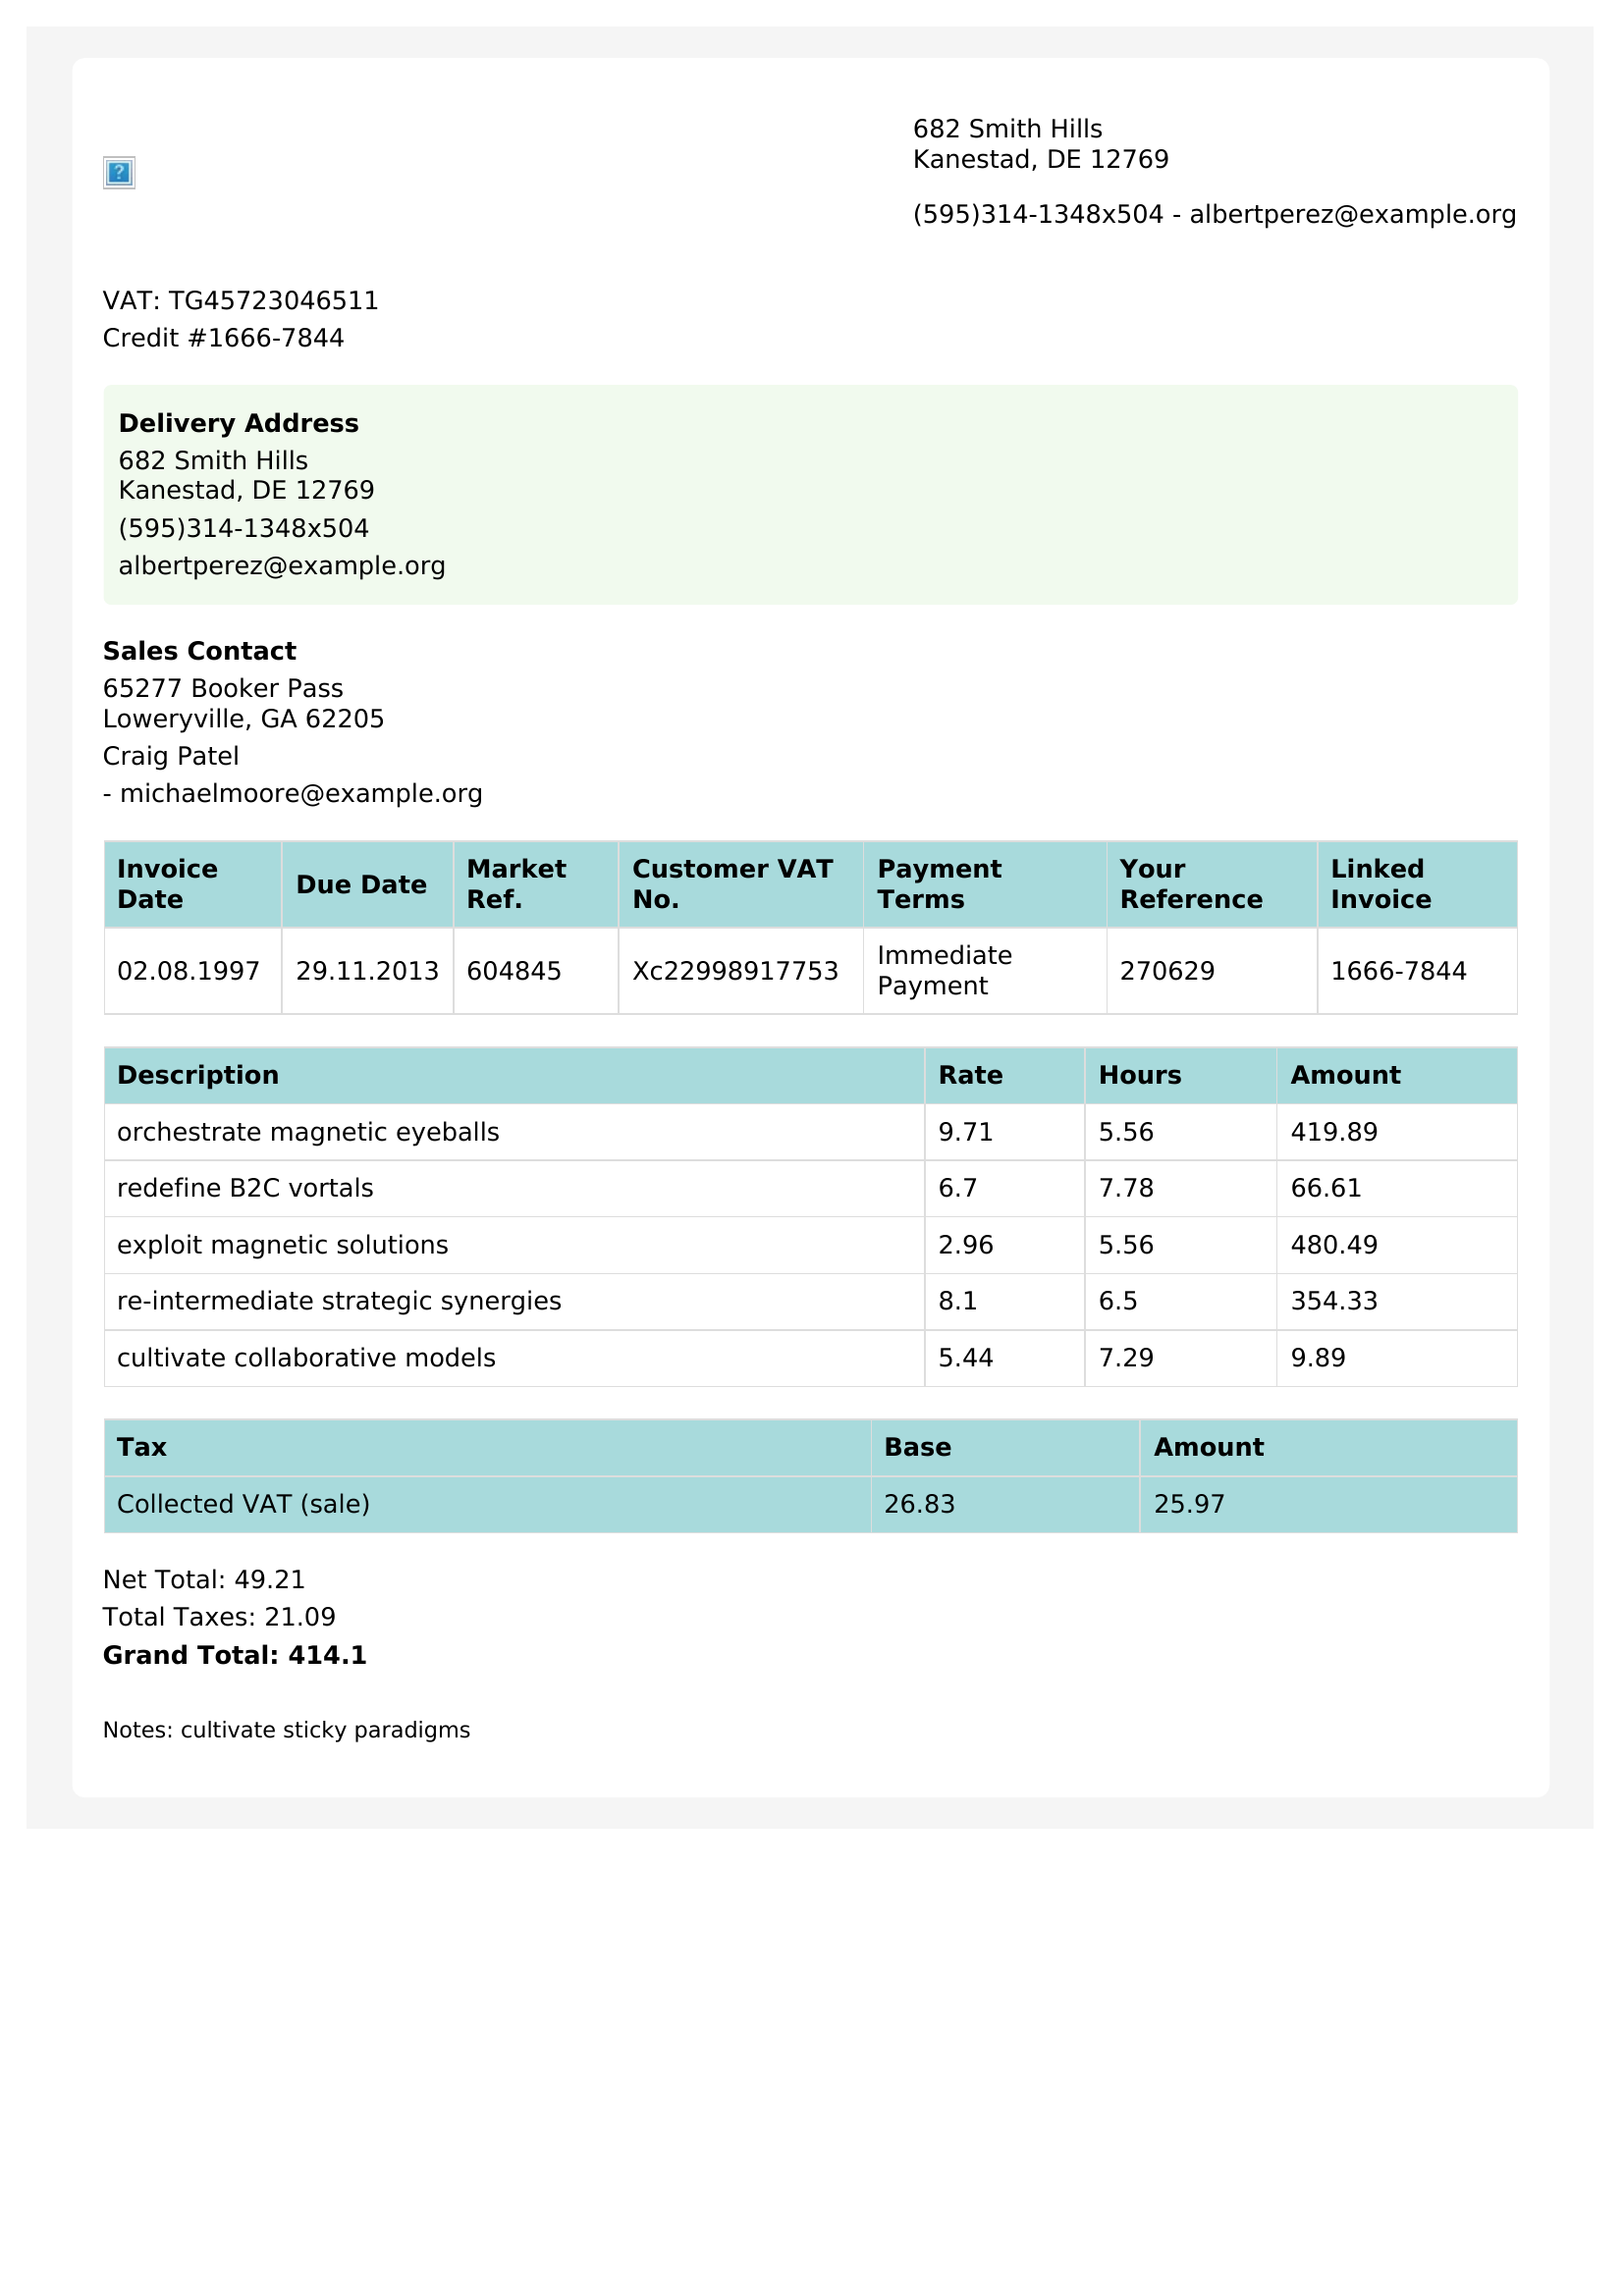 682 Smith Hills
Kanestad, DE 12769
(595)314-1348x504 - albertperez@example.org
VAT: TG45723046511
Credit #1666-7844
Delivery Address
682 Smith Hills
Kanestad, DE 12769
(595)314-1348x504
albertperez@example.org
Sales Contact
65277 Booker Pass
Loweryville, GA 62205
Craig Patel
- michaelmoore@example.org
Invoice Date Due Date Market Ref. Customer VAT No. Payment Terms Your Reference Linked Invoice
02.08.1997 29.11.2013 604845 Xc22998917753 Immediate Payment 270629 1666-7844
Description Rate Hours Amount
orchestrate magnetic eyeballs 9.71 5.56 419.89
redefine B2C vortals 6.7 7.78 66.61
exploit magnetic solutions 2.96 5.56 480.49
re-intermediate strategic synergies 8.1 6.5 354.33
cultivate collaborative models 5.44 7.29 9.89
Tax Base Amount
Collected VAT (sale) 26.83 25.97
Net Total: 49.21
Total Taxes: 21.09
Grand Total: 414.1
Notes: cultivate sticky paradigms